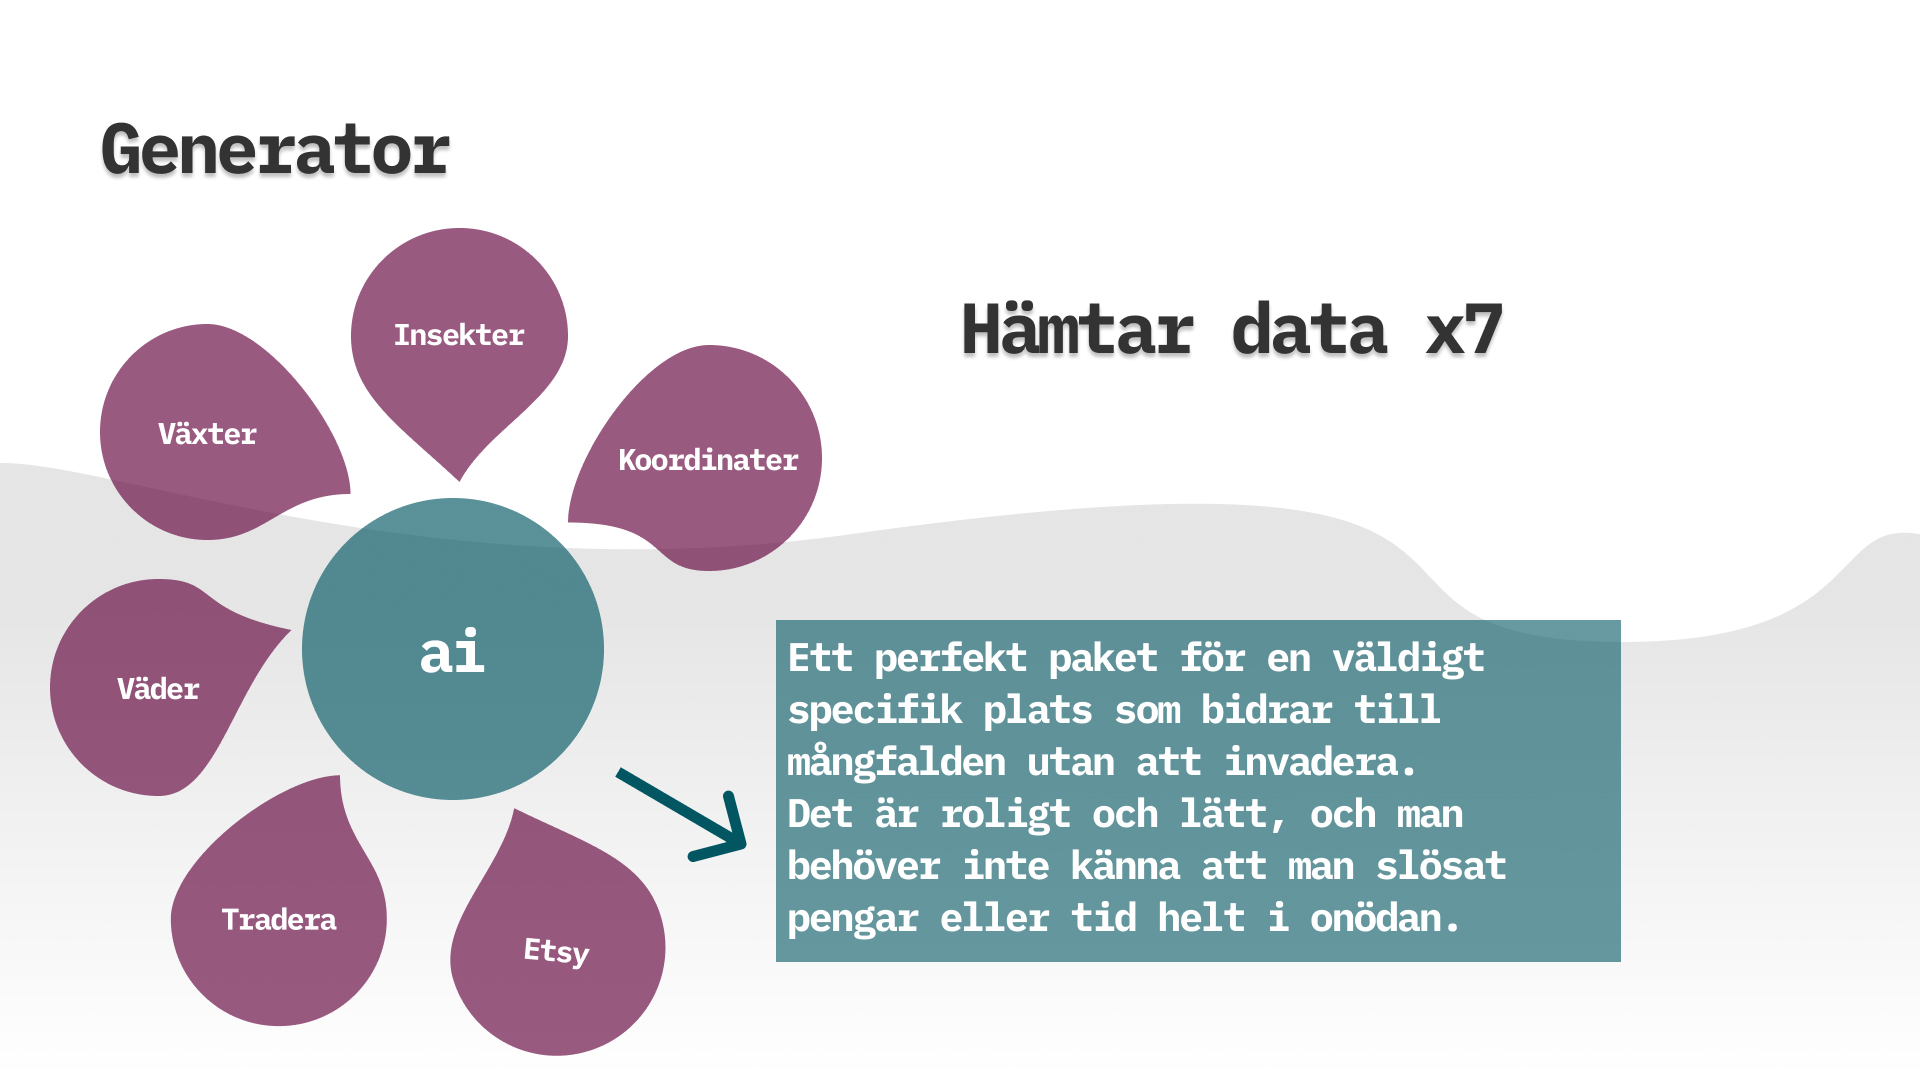 Generator
Insekter
Hämtar data x7
Växter
Koordinater
ai
Väder
Tradera
Etsy
Ett perfekt paket för en väldigt
specifik plats som bidrar till
mångfalden utan att invadera.
Det är roligt och lätt, och man
behöver inte känna att man slösat
pengar eller tid helt i onödan.